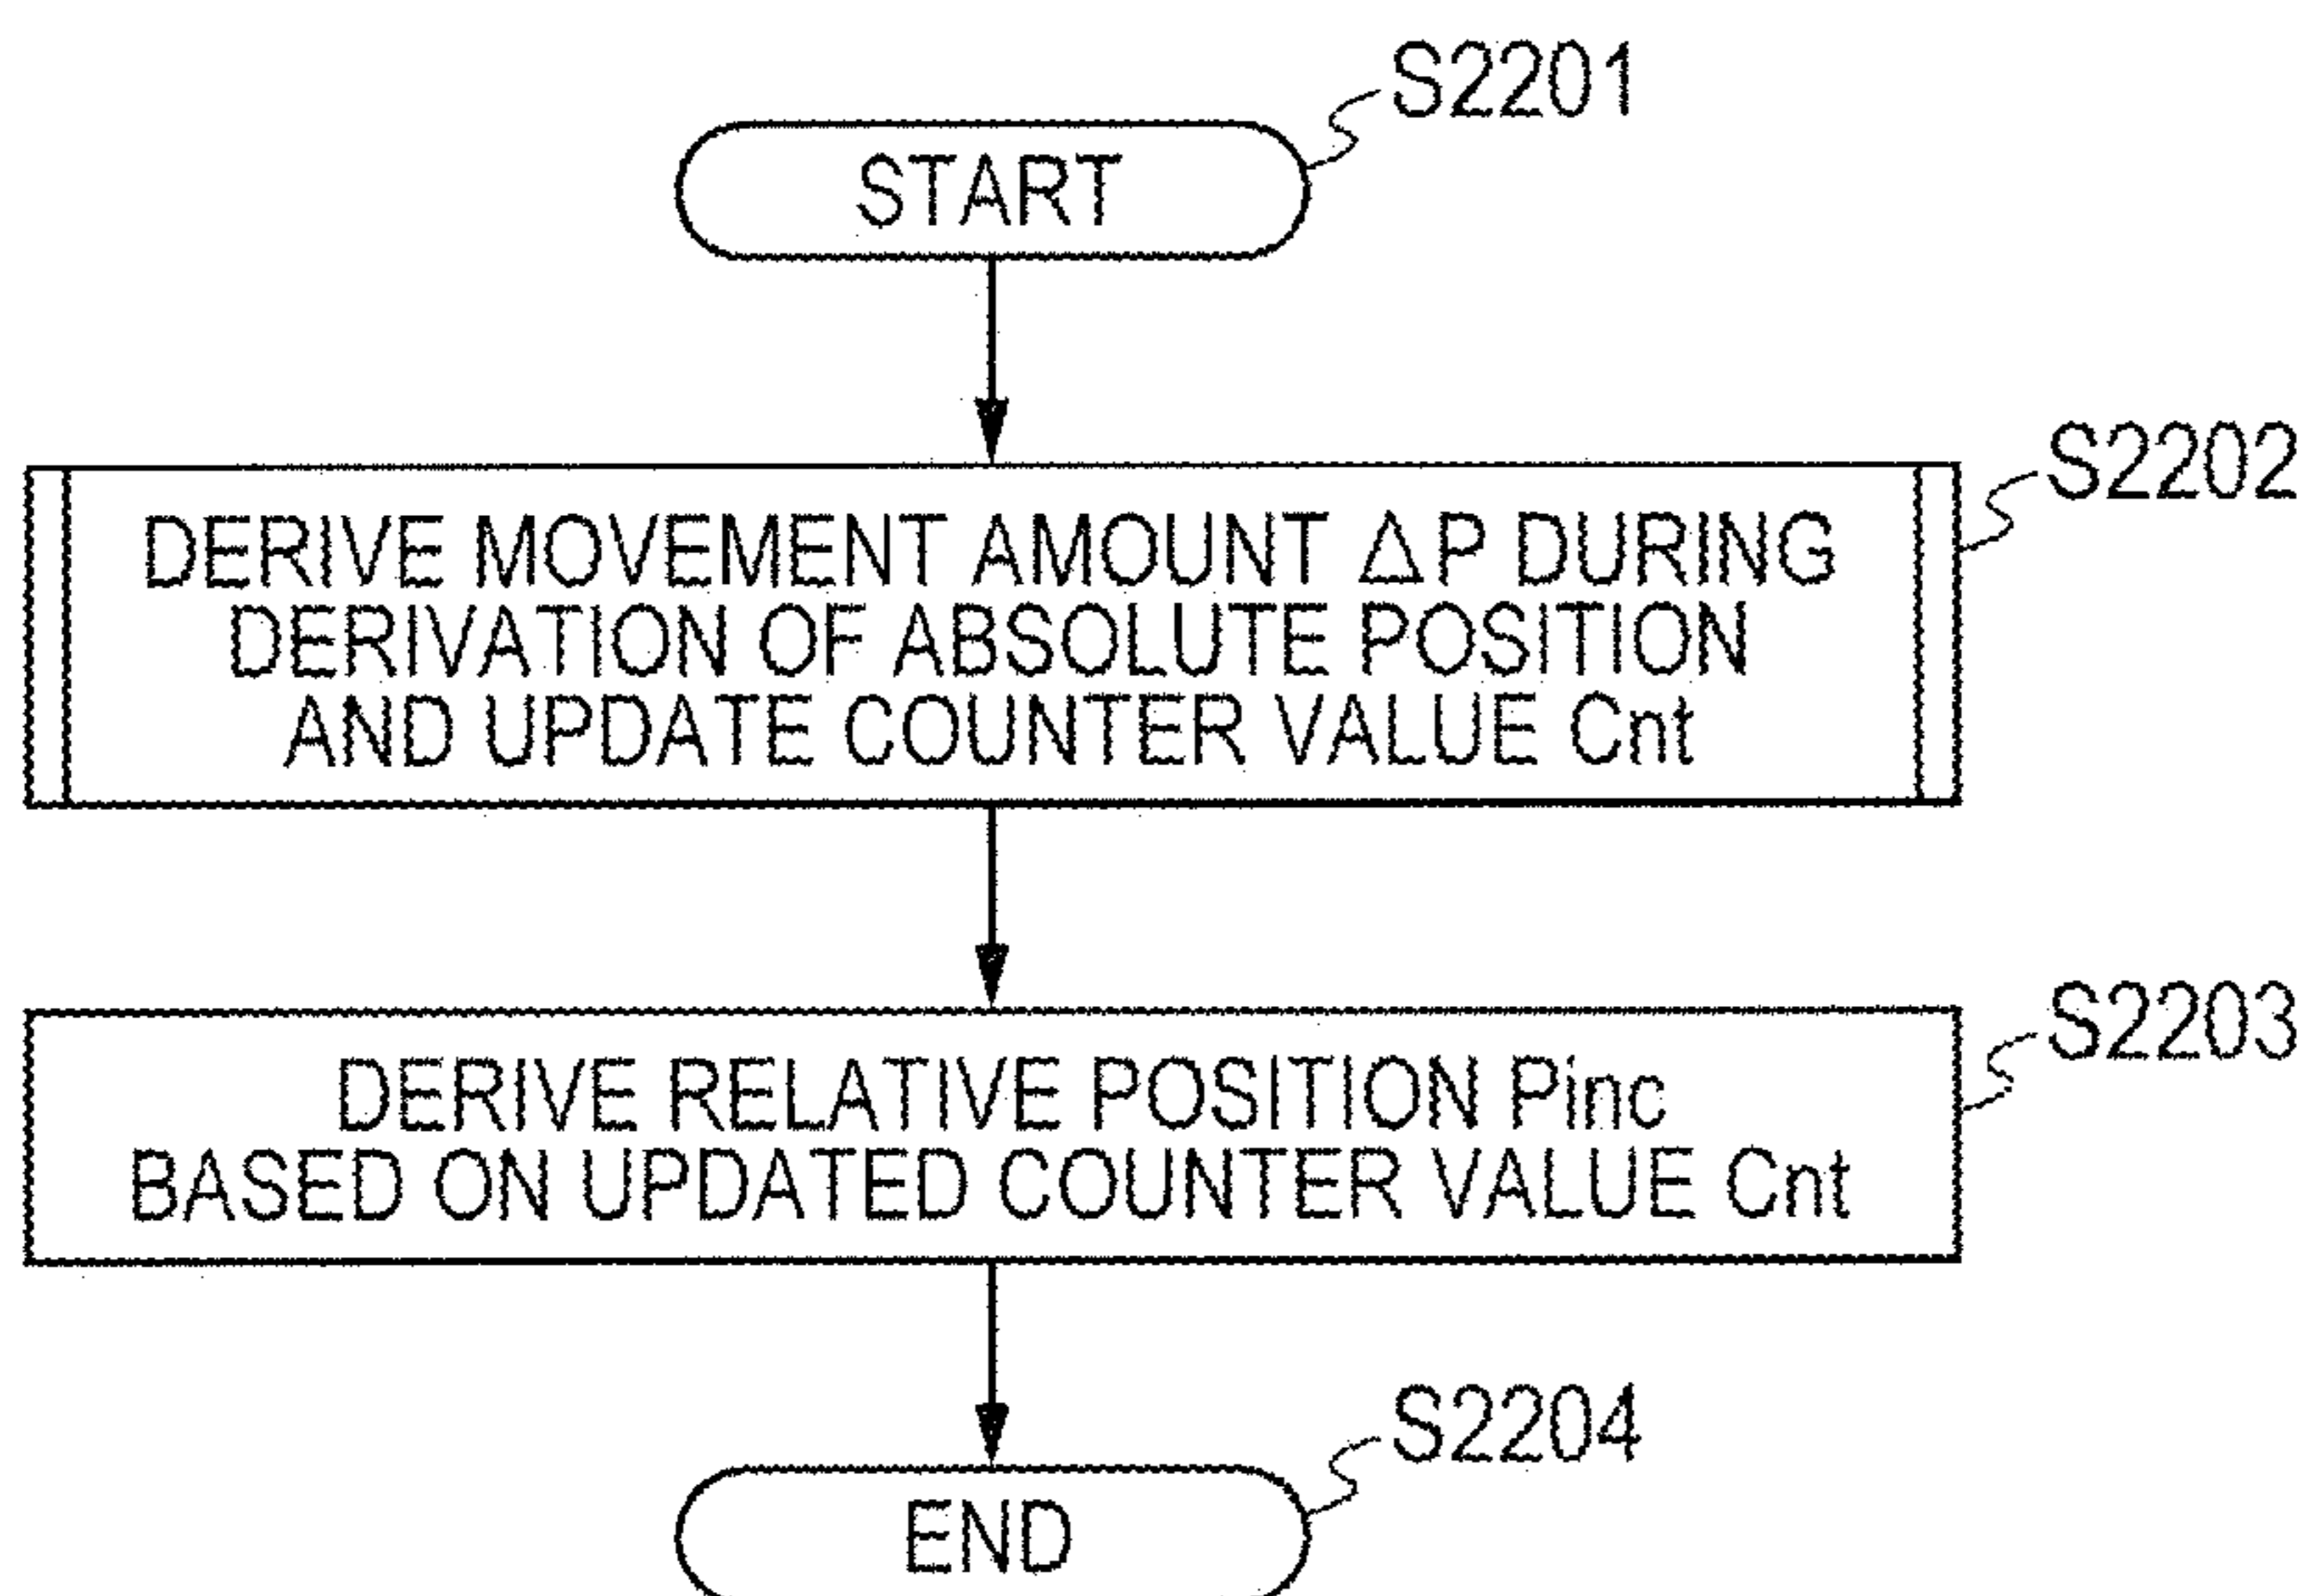 S2201
START
S2202
DERIVE MOVEMENT AMOUNT ΔP DURING
DERIVATION OF ABSOLUTE POSITION
AND UPDATE COUNTER VALUE Cnt
S2203
DERIVE RELATIVE POSITION Pinc
BASED ON UPDATED COUNTER VALUE Cnt
S2204
END